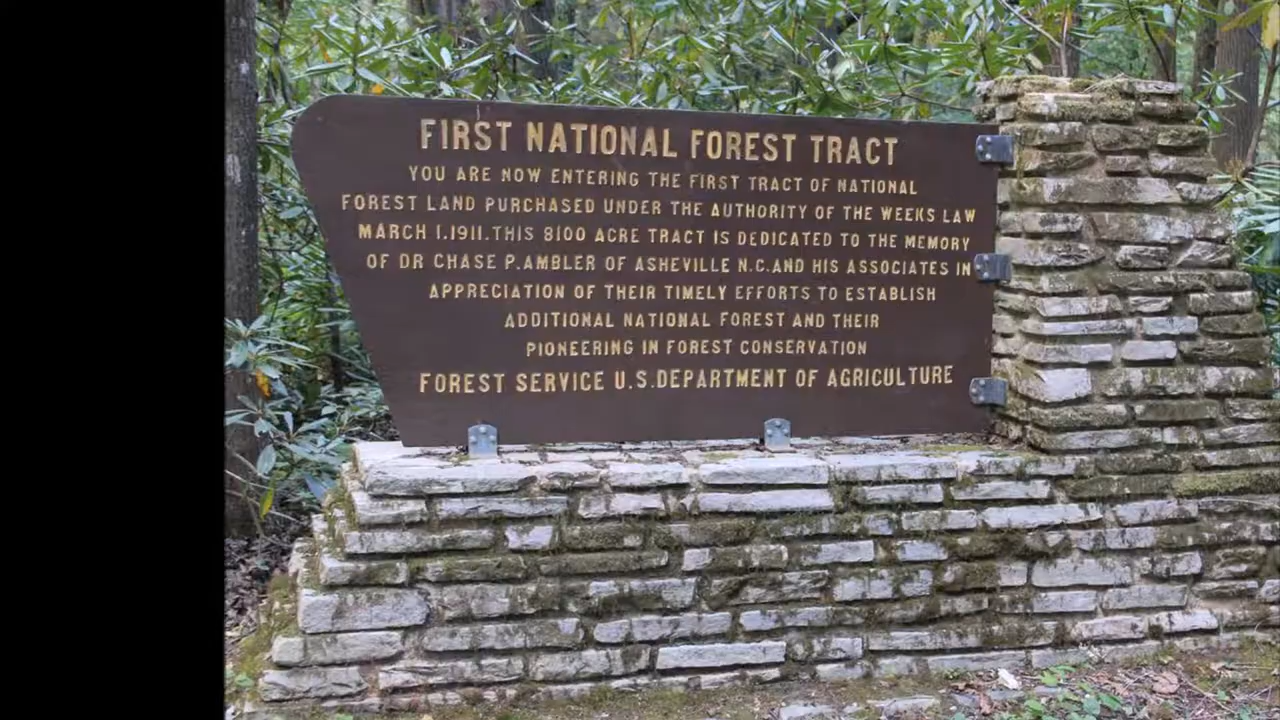 FIRST NATIONAL FOREST TRACT
YOU ARE NOW ENTERING THE FIRST TRACT OF NATIONAL
FOREST LAND PURCHASED UNDER THE AUTHORITY OF THE WEEKS LAW
MARCH 1.1911.THIS 8100 ACRE TRACT IS DEDICATED TO THE MEMORY
OF DR CHASE P.AMBLER OF ASHEVILLE N.C.AND HIS ASSOCIATES IN
APPRECIATION OF THEIR TIMELY EFFORTS TO ESTABLISH
ADDITIONAL NATIONAL FOREST AND THEIR
PIONEERING IN FOREST CONSERVATION
FOREST SERVICE U.S.DEPARTMENT OF AGRICULTURE